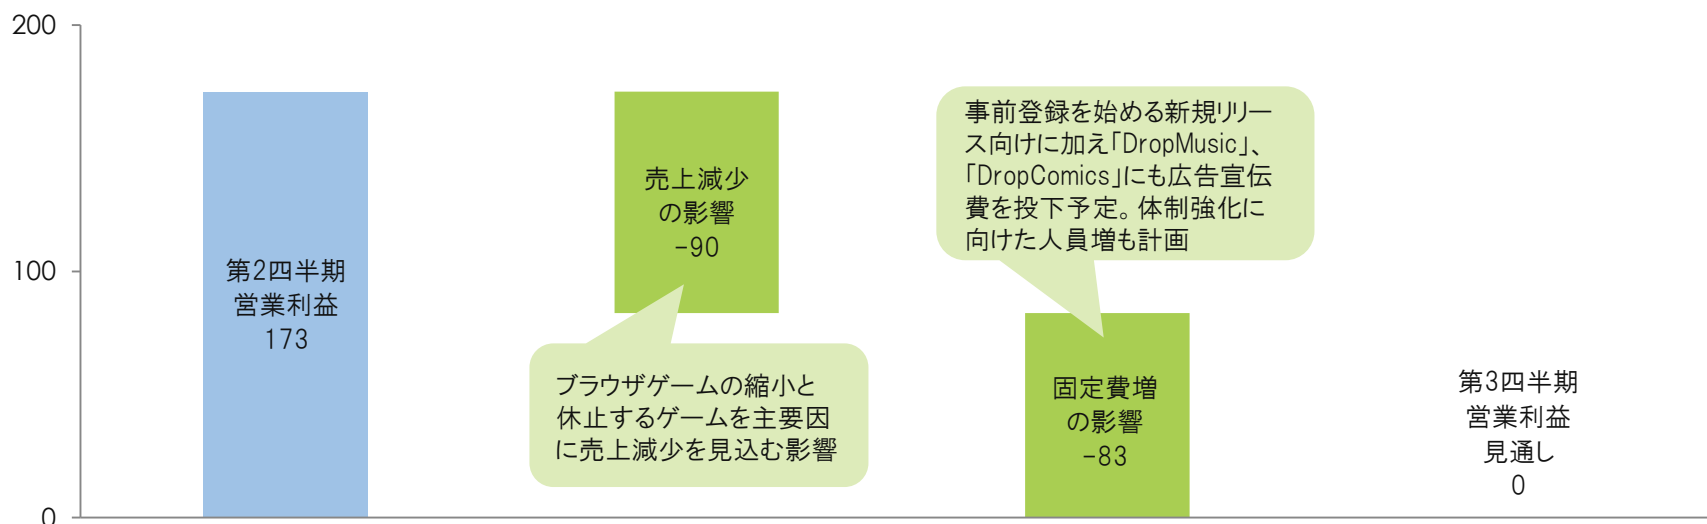 200
100
0
第2四半期
営業利益
173
売上減少
の影響
-90
ブラウザゲームの縮小と
休止するゲームを主要因
に売上減少を見込む影響
事前登録を始める新規リリー
ス向けに加え「DropMusic」、
「DropComics」にも広告宣伝
費を投下予定。体制強化に
向けた人員増も計画
固定費増
の影響
-83
第3四半期
営業利益
見通し
0